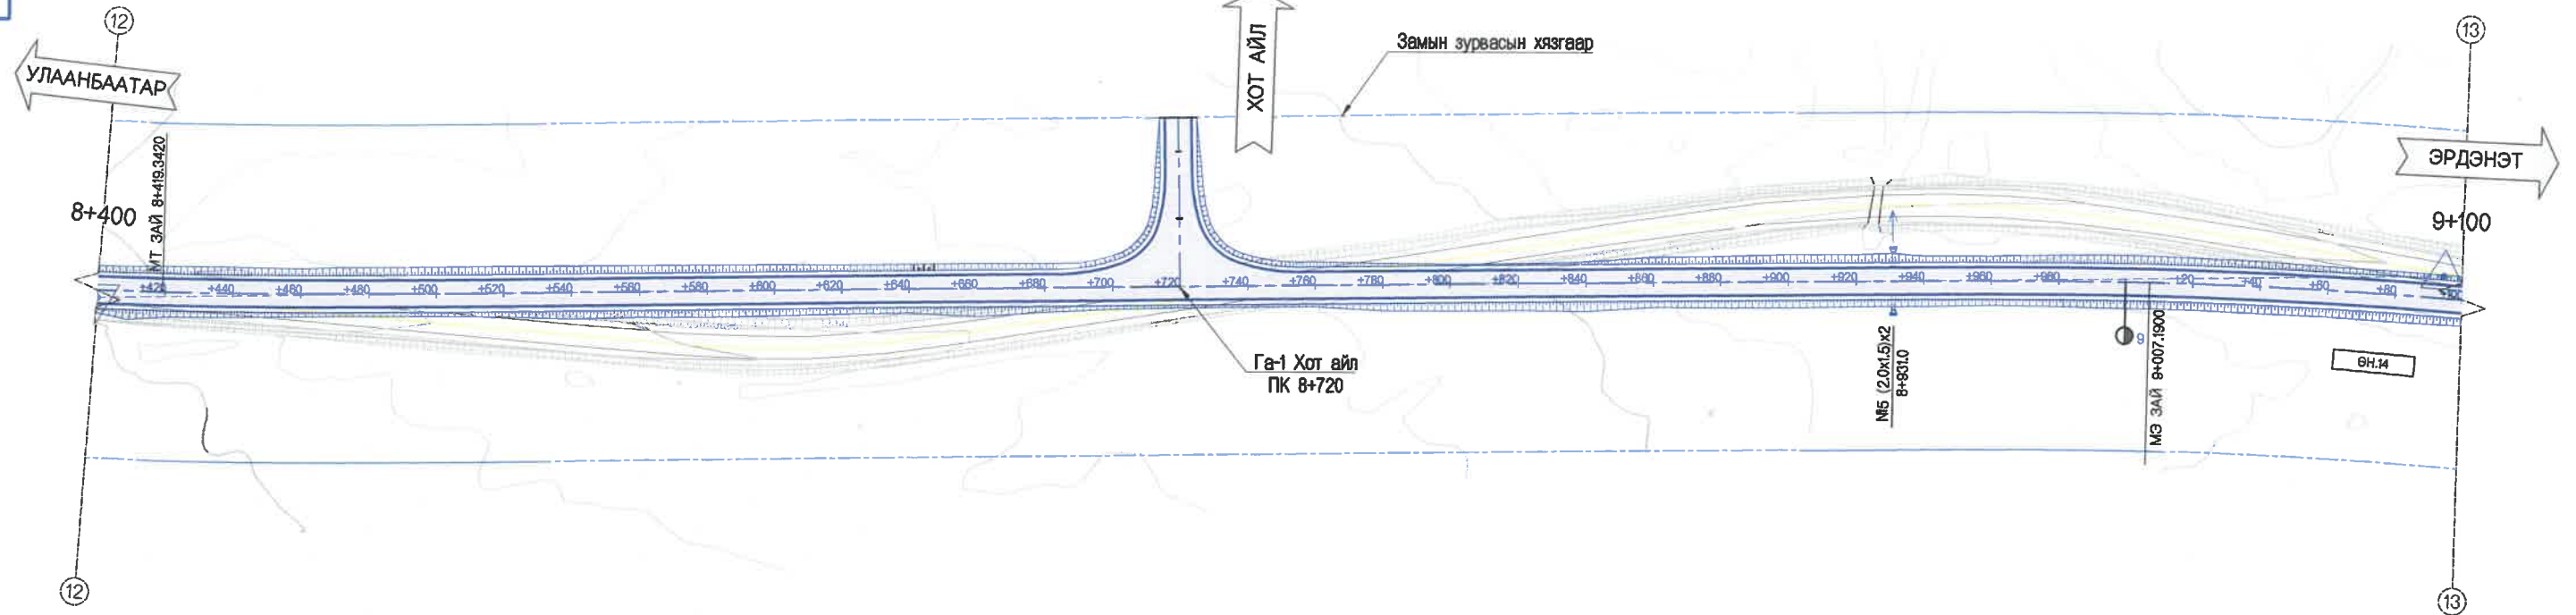 12
13
УЛААНБААТАР
ХОТ АЙЛ
Замын зурвасын хязгаар
ЭРДЭНЭТ
8+400
МТ ЗАЙ 8+419.3420
9+100
+420 +440 +460 +480 +500 +520 +540 +560 +580 +600 +620 +640 +660 +680 +700 +720 +740 +760 +780 +800 +820 +840 +860 +880 +900 +920 +940 +960 +980 +20 +40 +60 +80
Га-1 Хот айл
ПК 8+720
№5 (2.0x1.5)x2
8+931.0
9
МЭ ЗАЙ 9+007.1900
ӨН.14
12
13